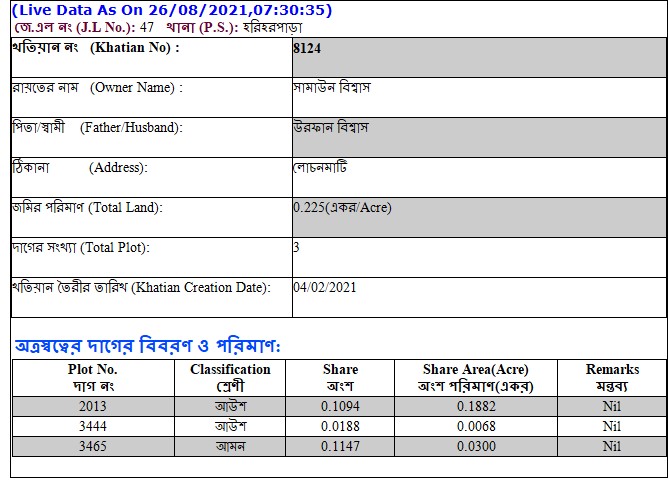 (Live Data As On 26/08/2021,07:30:35)
জে.এল নং (J.L No.): 47 থানা (P.S.): হরিহরপাড়া
খতিয়ান নং (Khatian No) : 8124
রায়তের নাম (Owner Name) : সামাউন বিশ্বাস
পিতা/স্বামী (Father/Husband): উরফান বিশ্বাস
ঠিকানা (Address): লোচনমাটি
জমির পরিমাণ (Total Land): 0.225(একর/Acre)
দাগের সংখ্যা (Total Plot): 3
খতিয়ান তৈরীর তারিখ (Khatian Creation Date): 04/02/2021
অত্রস্বত্বের দাগের বিবরণ ও পরিমাণ:
Plot No. Classification Share Share Area(Acre) Remarks
দাগ নং শ্রেণী অংশ অংশ পরিমাণ(একর) মন্তব্য
2013 আউশ 0.1094 0.1882 Nil
3444 আউশ 0.0188 0.0068 Nil
3465 আমন 0.1147 0.0300 Nil